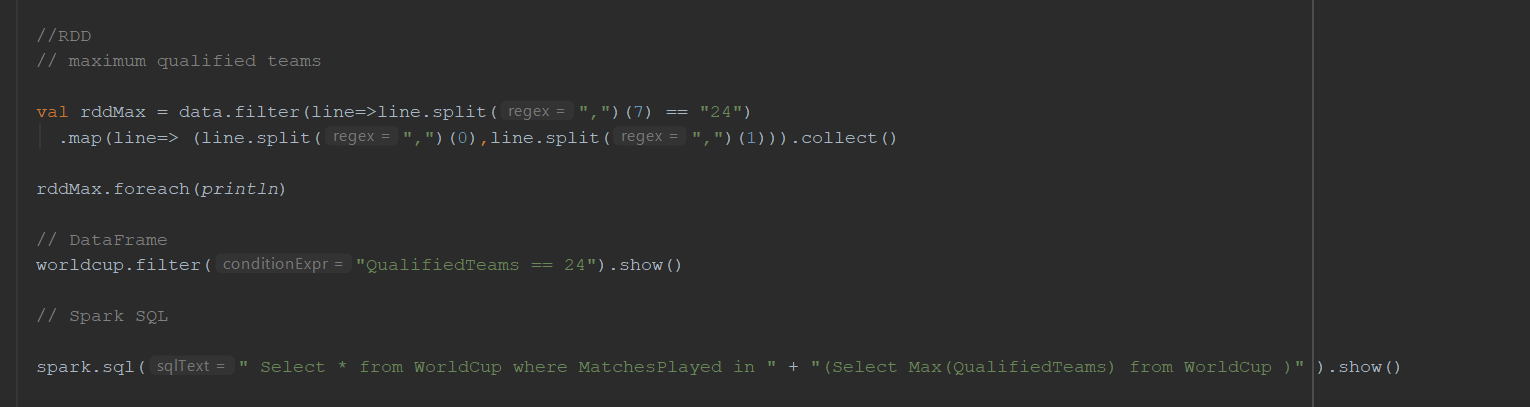 //RDD
// maximum qualified teams
val rddMax = data.filter(line=>line.split( regex = ",")(7) == "24")
.map(line=> (line.split( regex = ",")(0),line.split( regex = ",")(1))).collect()
rddMax.foreach(println)
// DataFrame
worldcup.filter( conditionExpr = "QualifiedTeams == 24").show()
// Spark SQL
spark.sql( sqlText = " Select * from WorldCup where MatchesPlayed in " + "(Select Max(QualifiedTeams) from WorldCup )" ).show()